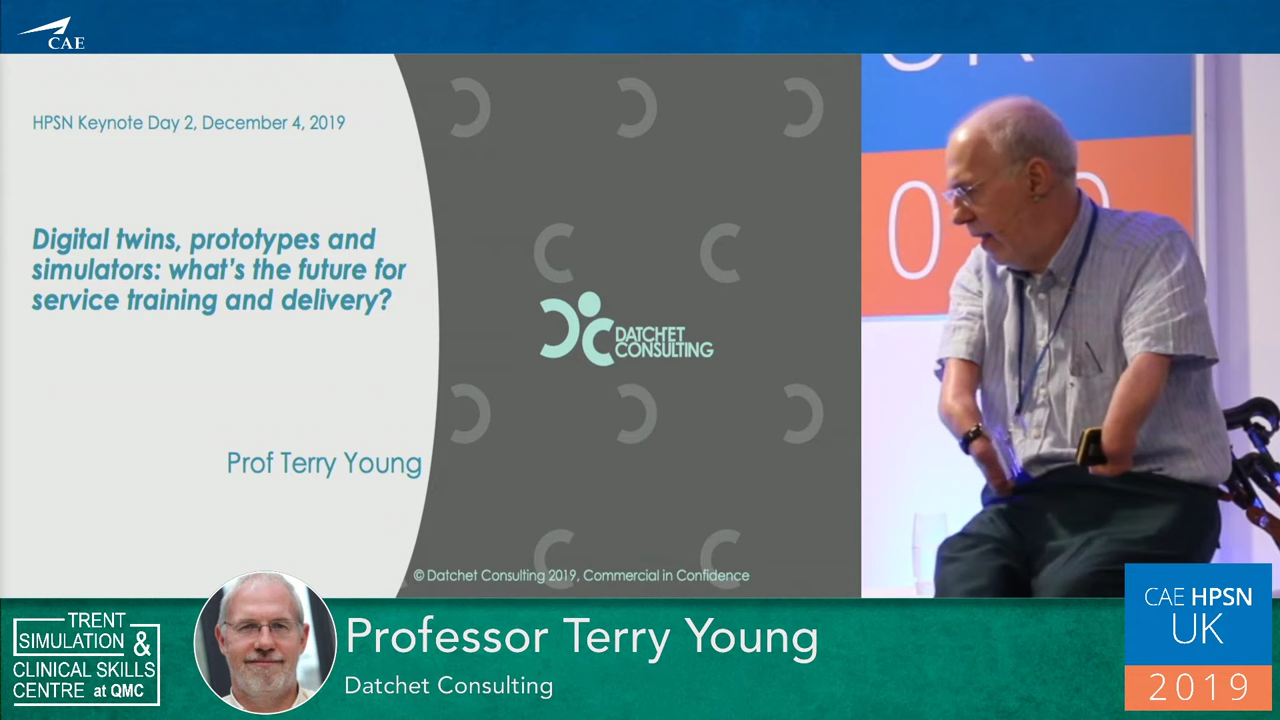 CAE
HPSN Keynote Day 2, December 4, 2019
Digital twins, prototypes and
simulators: what's the future for
service training and delivery?
DATCHET
CONSULTING
Prof Terry Young
© Datchet Consulting 2019, Commercial in Confidence
UK
TRENT
SIMULATION &
CLINICAL SKILLS
CENTRE at QMC
Professor Terry Young
Datchet Consulting
CAE HPSN
UK
2019